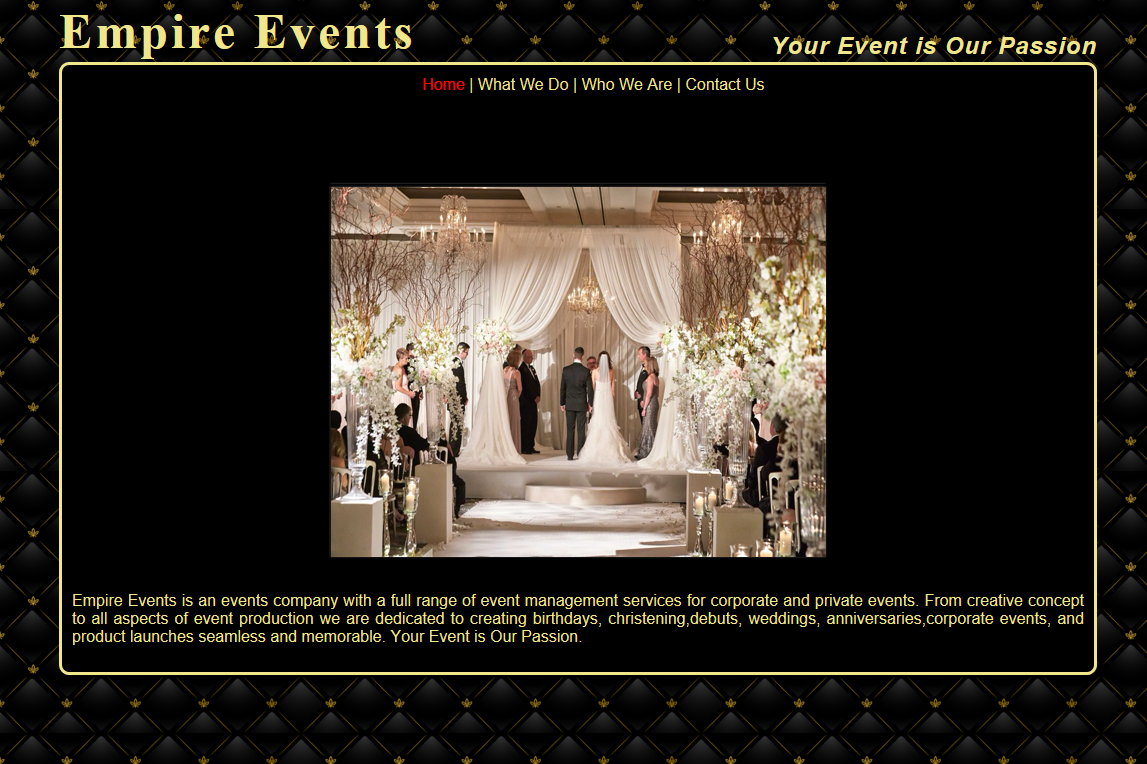 Empire Events
Your Event is Our Passion
Home | What We Do | Who We Are | Contact Us
Empire Events is an events company with a full range of event management services for corporate and private events. From creative concept
to all aspects of event production we are dedicated to creating birthdays, christening,debuts, weddings, anniversaries,corporate events, and
product launches seamless and memorable. Your Event is Our Passion.